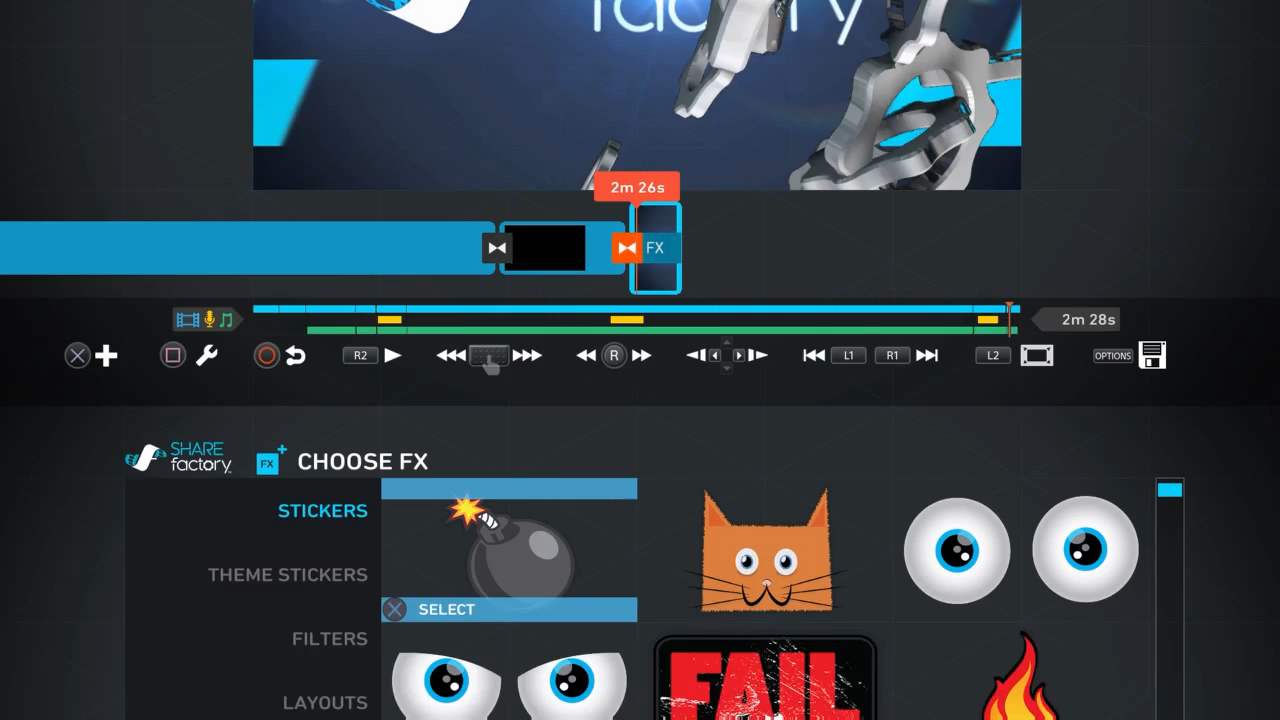 factory
2m 26s
FX
2m 28s
R2
R
L1
R1
L2
OPTIONS
SHARE
factory
FX
CHOOSE FX
STICKERS
THEME STICKERS
SELECT
FILTERS
FAIL
LAYOUTS